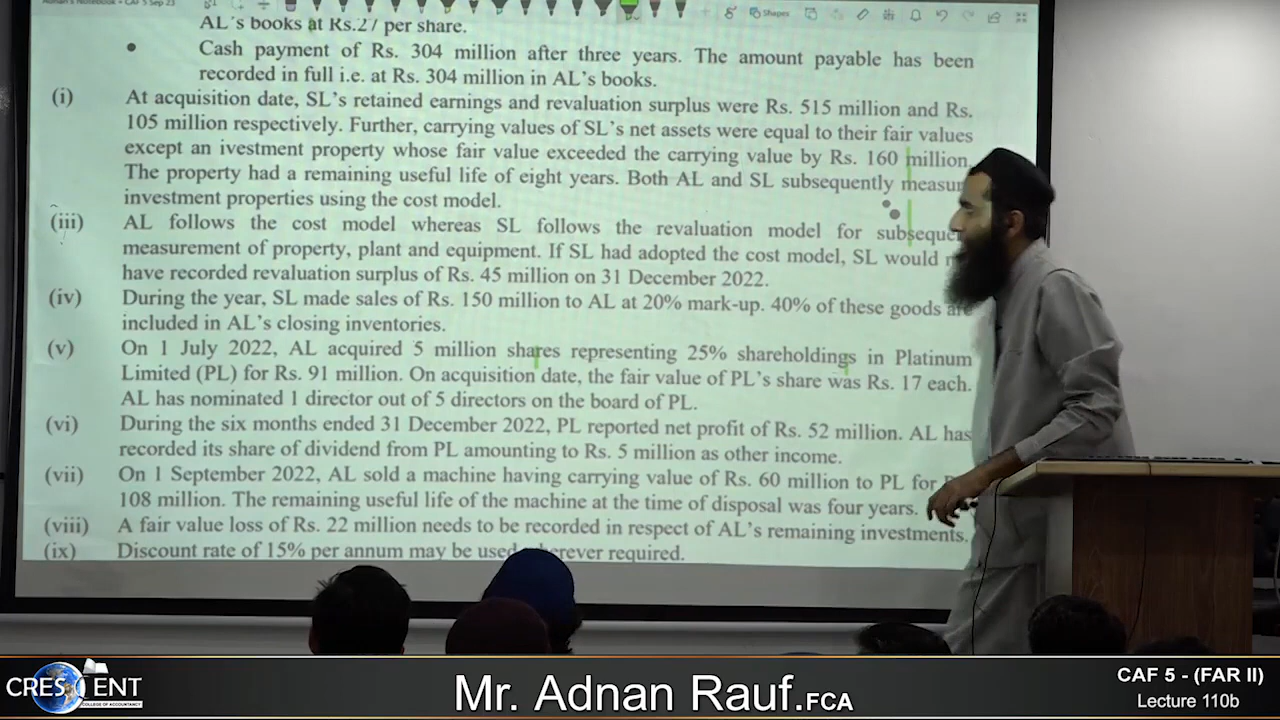 Adnan's Notebook - CAF 5 Sep 23
Shapes
AL's books at Rs.27 per share.
• Cash payment of Rs. 304 million after three years. The amount payable has been
recorded in full i.e. at Rs. 304 million in AL's books.
(i) At acquisition date, SL's retained earnings and revaluation surplus were Rs. 515 million and Rs.
105 million respectively. Further, carrying values of SL's net assets were equal to their fair values
except an ivestment property whose fair value exceeded the carrying value by Rs. 160 million.
The property had a remaining useful life of eight years. Both AL and SL subsequently measur
investment properties using the cost model.
(iii) AL follows the cost model whereas SL follows the revaluation model for subseque
measurement of property, plant and equipment. If SL had adopted the cost model, SL would
have recorded revaluation surplus of Rs. 45 million on 31 December 2022.
(iv) During the year, SL made sales of Rs. 150 million to AL at 20% mark-up. 40% of these goods are
included in AL's closing inventories.
(v) On 1 July 2022, AL acquired 5 million shares representing 25% shareholdings in Platinum
Limited (PL) for Rs. 91 million. On acquisition date, the fair value of PL's share was Rs. 17 each.
AL has nominated 1 director out of 5 directors on the board of PL.
(vi) During the six months ended 31 December 2022, PL reported net profit of Rs. 52 million. AL has
recorded its share of dividend from PL amounting to Rs. 5 million as other income.
(vii) On 1 September 2022, AL sold a machine having carrying value of Rs. 60 million to PL for
108 million. The remaining useful life of the machine at the time of disposal was four years.
(viii) A fair value loss of Rs. 22 million needs to be recorded in respect of AL's remaining investments.
(ix) Discount rate of 15% per annum may be used wherever required.
CRESCENT
COLLEGE OF ACCOUNTANCY
Mr. Adnan Rauf.FCA
CAF 5 - (FAR II)
Lecture 110b